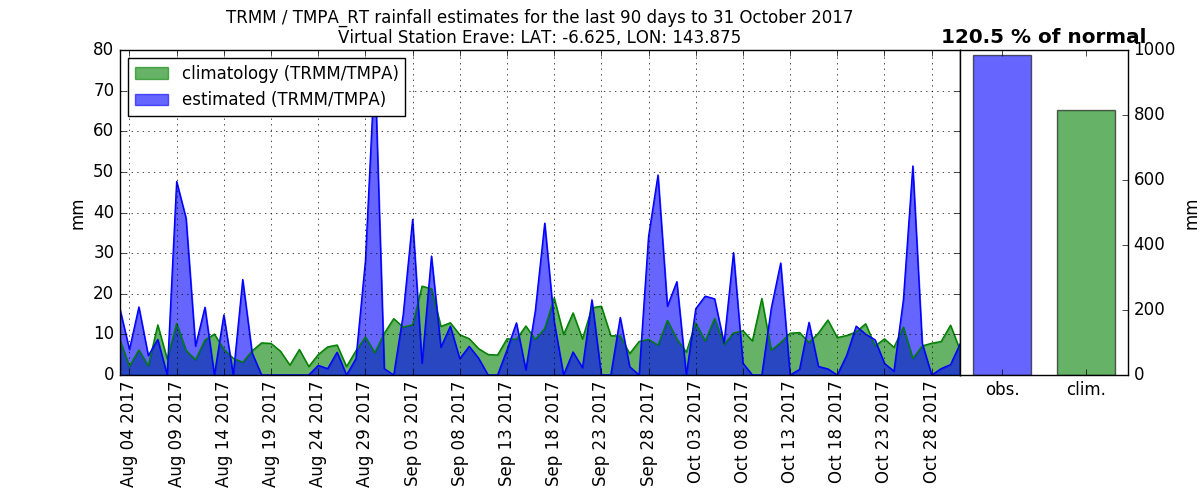 TRMM / TMPA_RT rainfall estimates for the last 90 days to 31 October 2017
Virtual Station Erave: LAT: -6.625, LON: 143.875
120.5 % of normal
climatology (TRMM/TMPA)
estimated (TRMM/TMPA)
80
70
60
50
40
30
20
10
0
mm
1000
800
600
400
200
0
mm
Aug 04 2017
Aug 09 2017
Aug 14 2017
Aug 19 2017
Aug 24 2017
Aug 29 2017
Sep 03 2017
Sep 08 2017
Sep 13 2017
Sep 18 2017
Sep 23 2017
Sep 28 2017
Oct 03 2017
Oct 08 2017
Oct 13 2017
Oct 18 2017
Oct 23 2017
Oct 28 2017
obs.
clim.